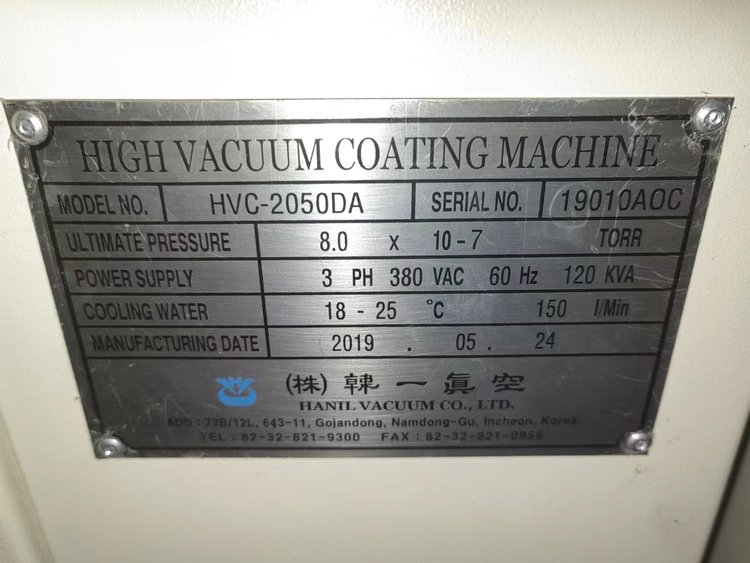 HIGH VACUUM COATING MACHINE
MODEL NO. HVC-2050DA SERIAL NO. 19010AOC
ULTIMATE PRESSURE 8.0 x 10-7 TORR
POWER SUPPLY 3 PH 380 VAC 60 Hz 120 KVA
COOLING WATER 18 - 25 °C 150 l/Min
MANUFACTURING DATE 2019 . 05 . 24
(株) 韓一眞空
HANIL VACUUM CO., LTD.
ADD : 73B/12L, 643-11, Gojandong, Namdong-Gu, Incheon, Korea
TEL : 82-32-821-9300 FAX : 82-32-821-0956